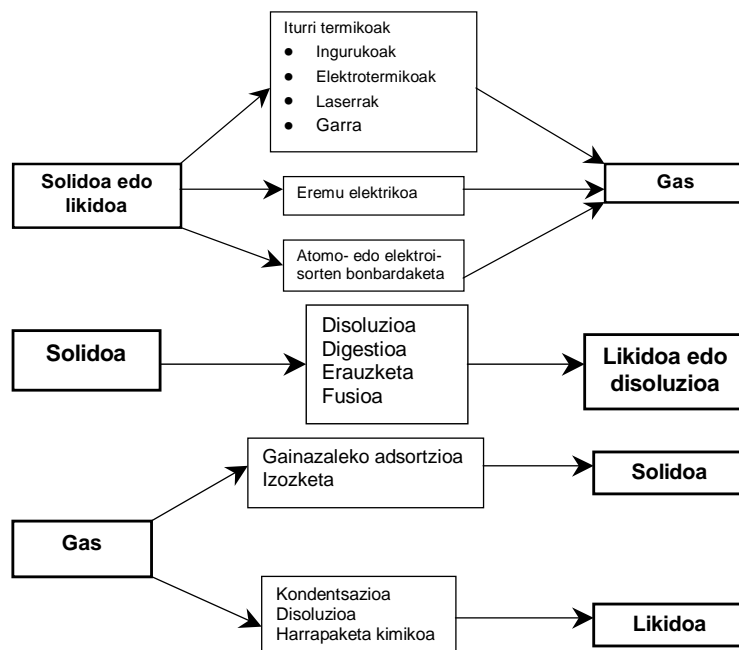 Iturri termikoak
● Ingurukoak
● Elektrotermikoak
● Laserrak
● Garra
Solidoa edo
likidoa
Eremu elektrikoa
Gas
Atomo- edo elektroi-
sorten bonbardaketa
Solidoa
Disoluzioa
Digestioa
Erauzketa
Fusioa
Likidoa edo
disoluzioa
Gas
Gainazaleko adsortzioa
Izozketa
Solidoa
Kondentsazioa
Disoluzioa
Harrapaketa kimikoa
Likidoa